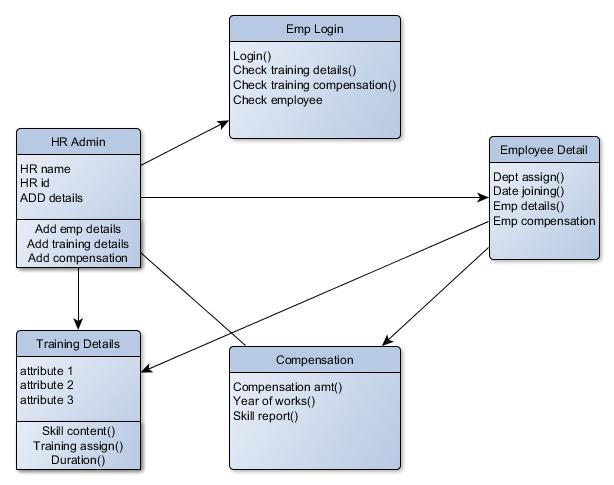 Emp Login
Login()
Check training details()
Check training compensation()
Check employee
HR Admin
HR name
HR id
ADD details
Add emp details
Add training details
Add compensation
Employee Detail
Dept assign()
Date joining()
Emp details()
Emp compensation
Training Details
attribute 1
attribute 2
attribute 3
Skill content()
Training assign()
Duration()
Compensation
Compensation amt()
Year of works()
Skill report()